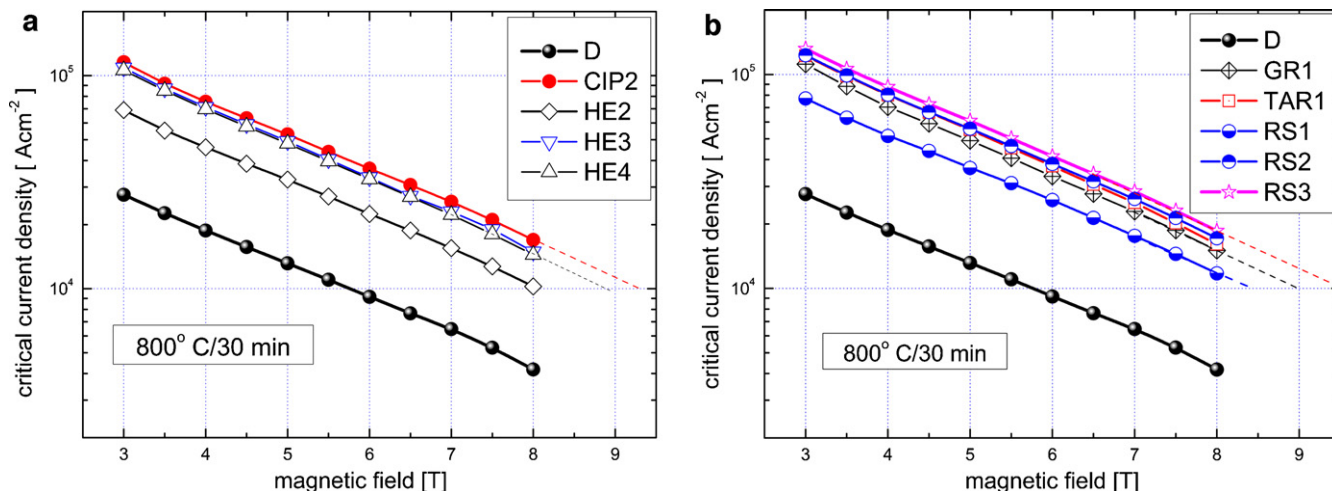 a
critical current density [ Acm⁻²]
10⁵
10⁴
D
CIP2
HE2
HE3
HE4
800° C/30 min
3 4 5 6 7 8 9
magnetic field [T]
b
critical current density [ Acm⁻²]
10⁵
10⁴
D
GR1
TAR1
RS1
RS2
RS3
800° C/30 min
3 4 5 6 7 8 9
magnetic field [T]